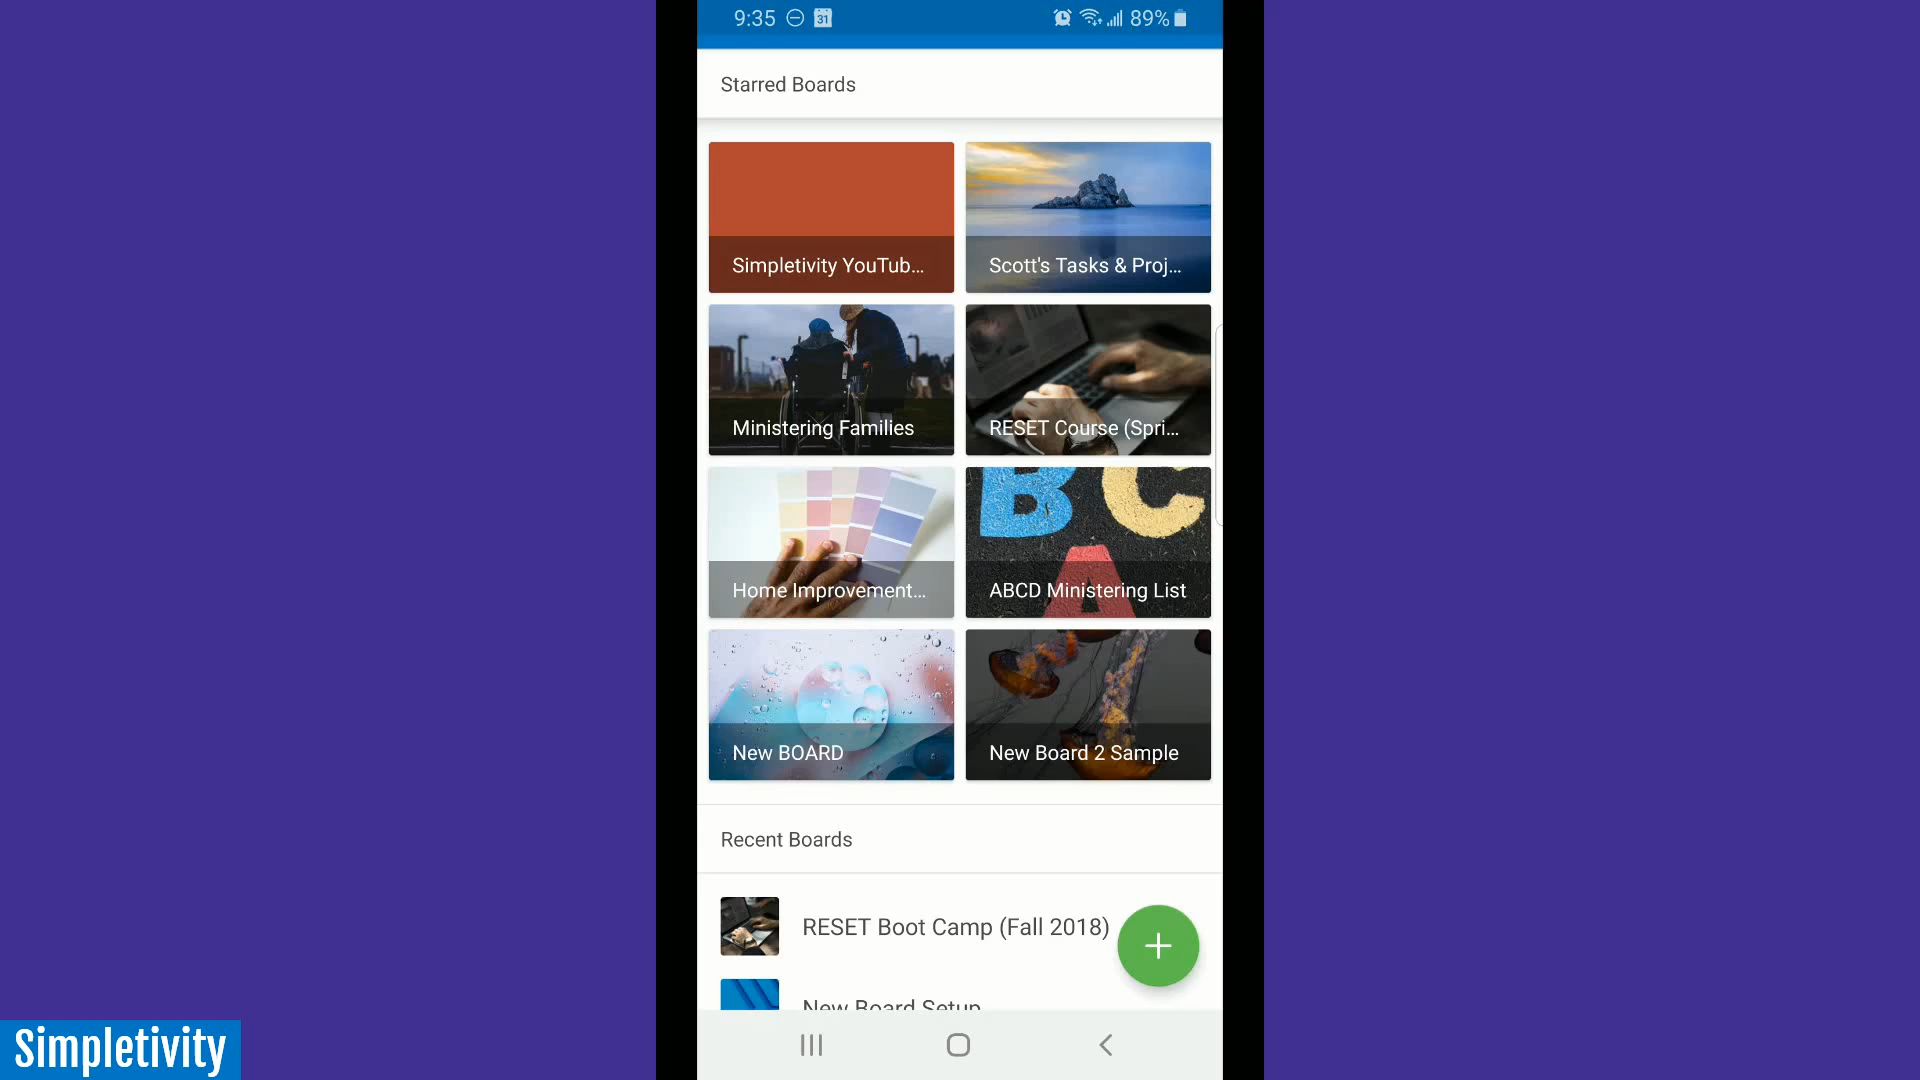 9:35
31
89%
Starred Boards
Simpletivity YouTub...
Scott's Tasks & Proj...
Ministering Families
RESET Course (Spri...
B C
A
Home Improvement...
ABCD Ministering List
New BOARD
New Board 2 Sample
Recent Boards
RESET Boot Camp (Fall 2018)
New Board Setup
Simpletivity